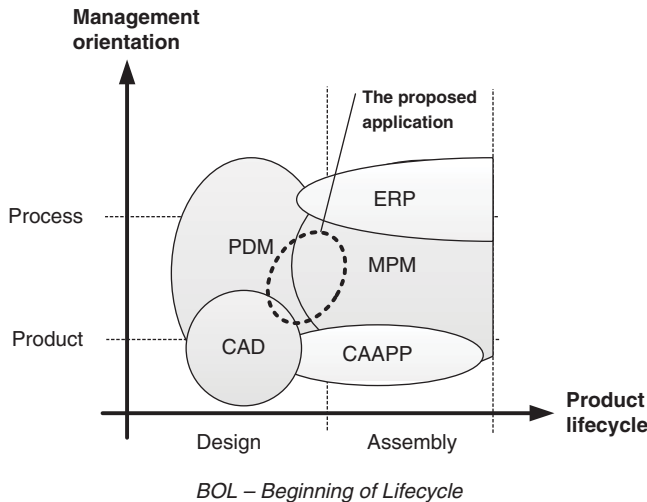 Management
orientation
The proposed
application
ERP
Process
PDM
MPM
Product
CAD
CAAPP
Product
lifecycle
Design
Assembly
BOL – Beginning of Lifecycle